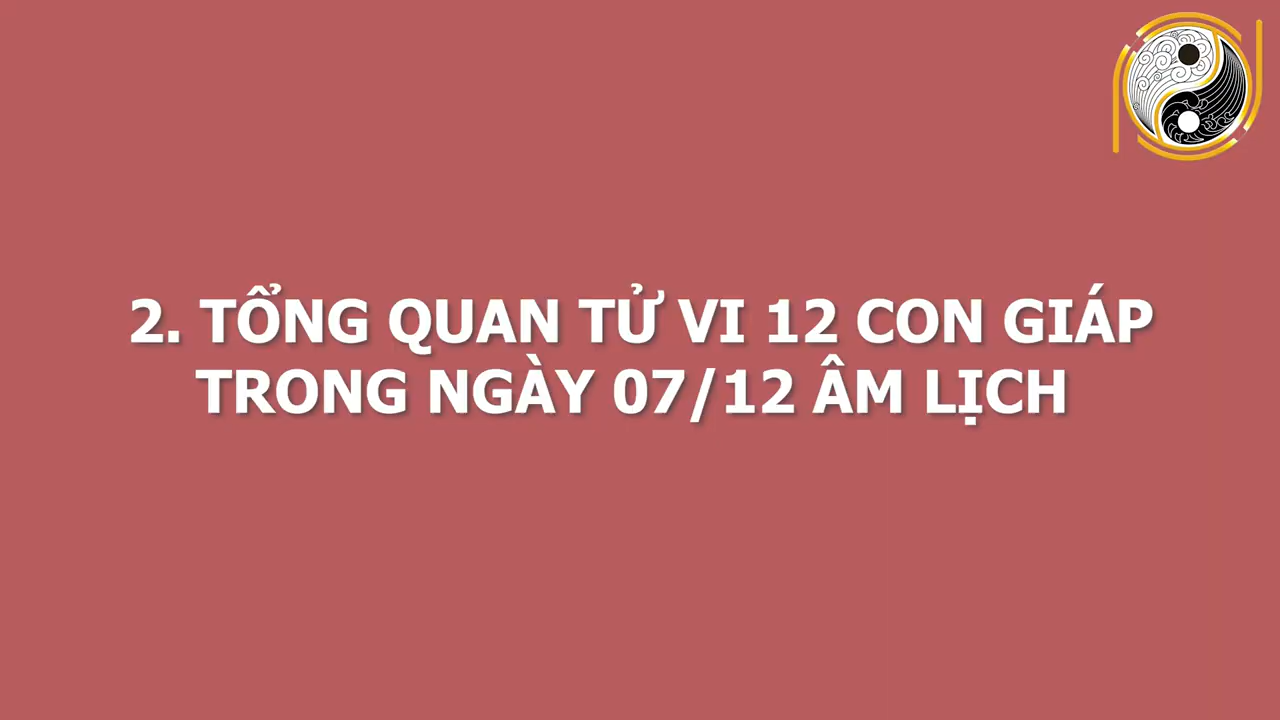 2. TỔNG QUAN TỬ VI 12 CON GIÁP
TRONG NGÀY 07/12 ÂM LỊCH